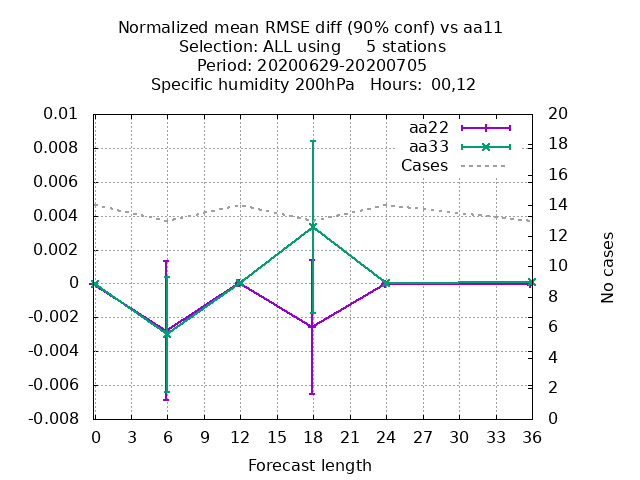 Normalized mean RMSE diff (90% conf) vs aa11
Selection: ALL using     5 stations
Period: 20200629-20200705
Specific humidity 200hPa   Hours: 00,12
aa22
aa33
Cases
0.01
0.008
0.006
0.004
0.002
0
-0.002
-0.004
-0.006
-0.008
20
18
16
14
12
10
8
6
4
2
0
No cases
0 3 6 9 12 15 18 21 24 27 30 33 36
Forecast length